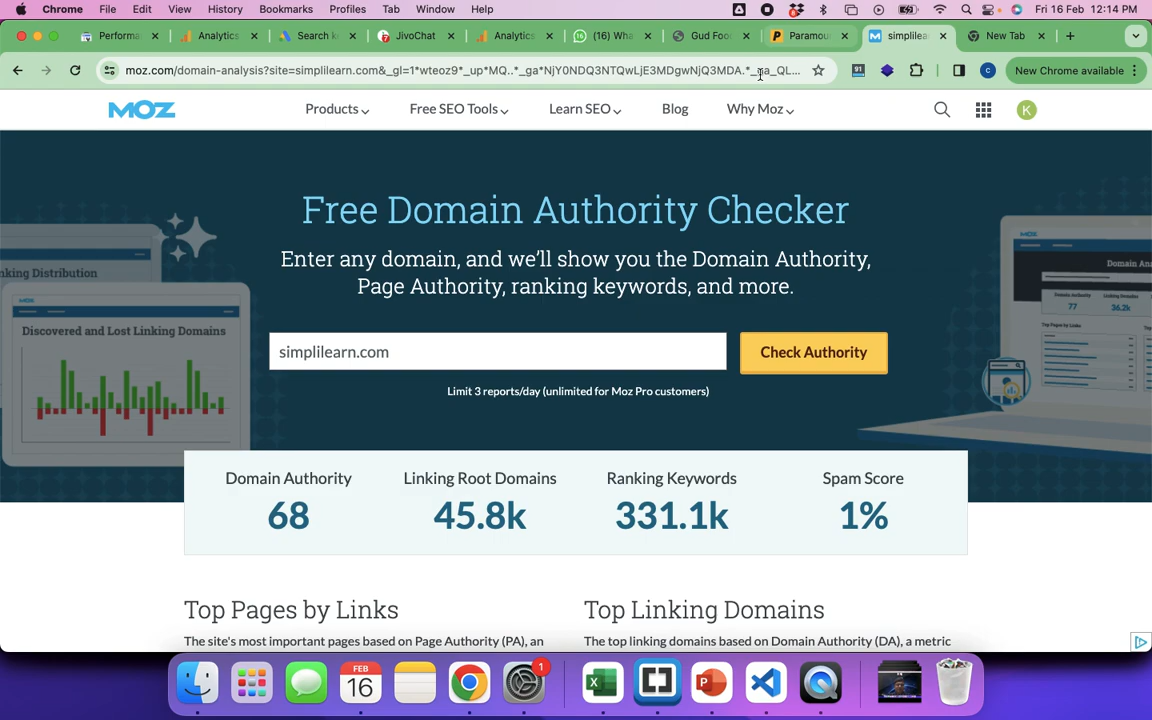 Chrome File Edit View History Bookmarks Profiles Tab Window Help Fri 16 Feb 12:14 PM
Performa Analytics Search k JivoChat Analytics (16) Wha Gud Foo Paramou simplilear New Tab
moz.com/domain-analysis?site=simplilearn.com&_gl=1*wteoz9*_up*MQ..*_ga*NjY0NDQ3NTQwLjE3MDgwNjQ3MDA.*_ga_QL... 91 C New Chrome available
MOZ Products Free SEO Tools Learn SEO Blog Why Moz K
Free Domain Authority Checker
Enter any domain, and we'll show you the Domain Authority,
Page Authority, ranking keywords, and more.
nking Distribution
Discovered and Lost Linking Domains
Domain An
77 36.2k
simplilearn.com Check Authority
Limit 3 reports/day (unlimited for Moz Pro customers)
Domain Authority Linking Root Domains Ranking Keywords Spam Score
68 45.8k 331.1k 1%
Top Pages by Links Top Linking Domains
The site's most important pages based on Page Authority (PA), an The top linking domains based on Domain Authority (DA), a metric
FEB 1
16